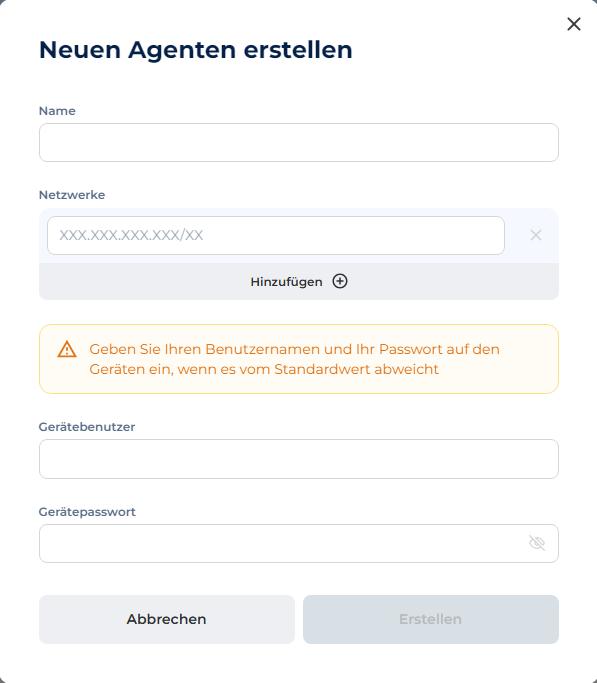 Neuen Agenten erstellen
Name
Netzwerke
XXX.XXX.XXX.XXX/XX
Hinzufügen
Geben Sie Ihren Benutzernamen und Ihr Passwort auf den
Geräten ein, wenn es vom Standardwert abweicht
Gerätebenutzer
Gerätepasswort
Abbrechen
Erstellen